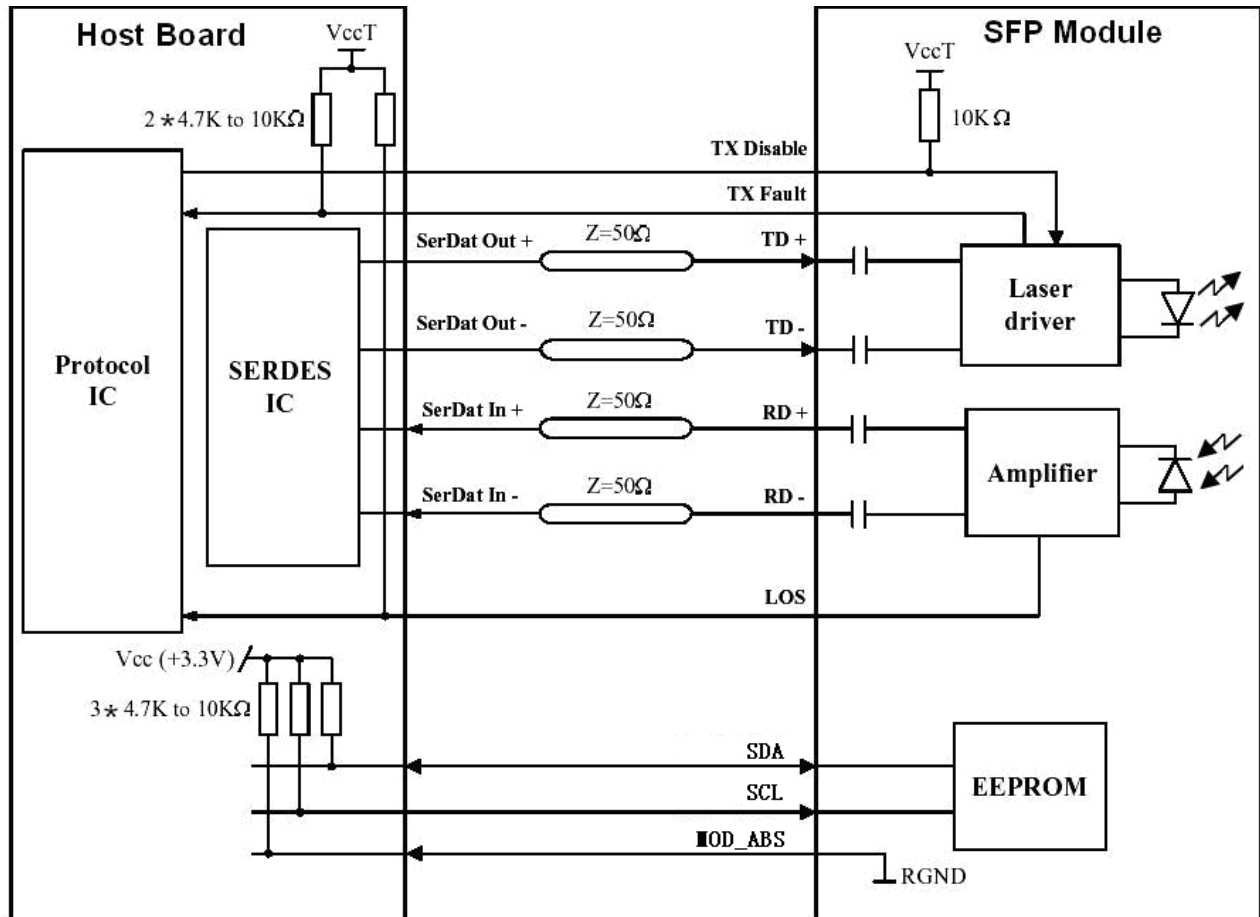 Host Board
SFP Module
VccT
VccT
2*4.7K to 10KΩ
10KΩ
TX Disable
TX Fault
SerDat Out +
Z=50Ω
TD +
Laser driver
SerDat Out -
Z=50Ω
TD -
Protocol IC
SERDES IC
SerDat In +
Z=50Ω
RD +
Amplifier
SerDat In -
Z=50Ω
RD -
LOS
Vcc (+3.3V)
3*4.7K to 10KΩ
SDA
SCL
EEPROM
MOD_ABS
RGND